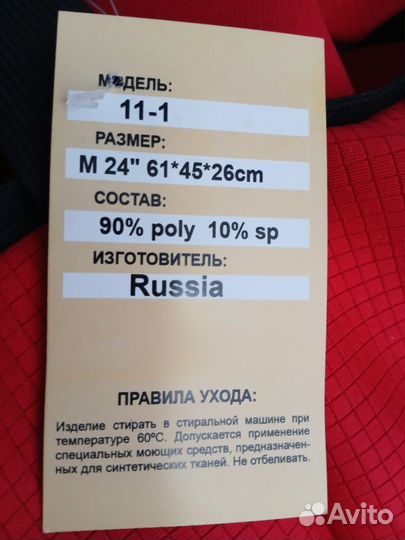 МОДЕЛЬ:
11-1
РАЗМЕР:
M 24" 61*45*26cm
СОСТАВ:
90% poly 10% sp
ИЗГОТОВИТЕЛЬ:
Russia
ПРАВИЛА УХОДА:
Изделие стирать в стиральной машине при
температуре 60ºС. Допускается применение
специальных моющих средств, предназначен-
ных для синтетических тканей. Не отбеливать.
Avito